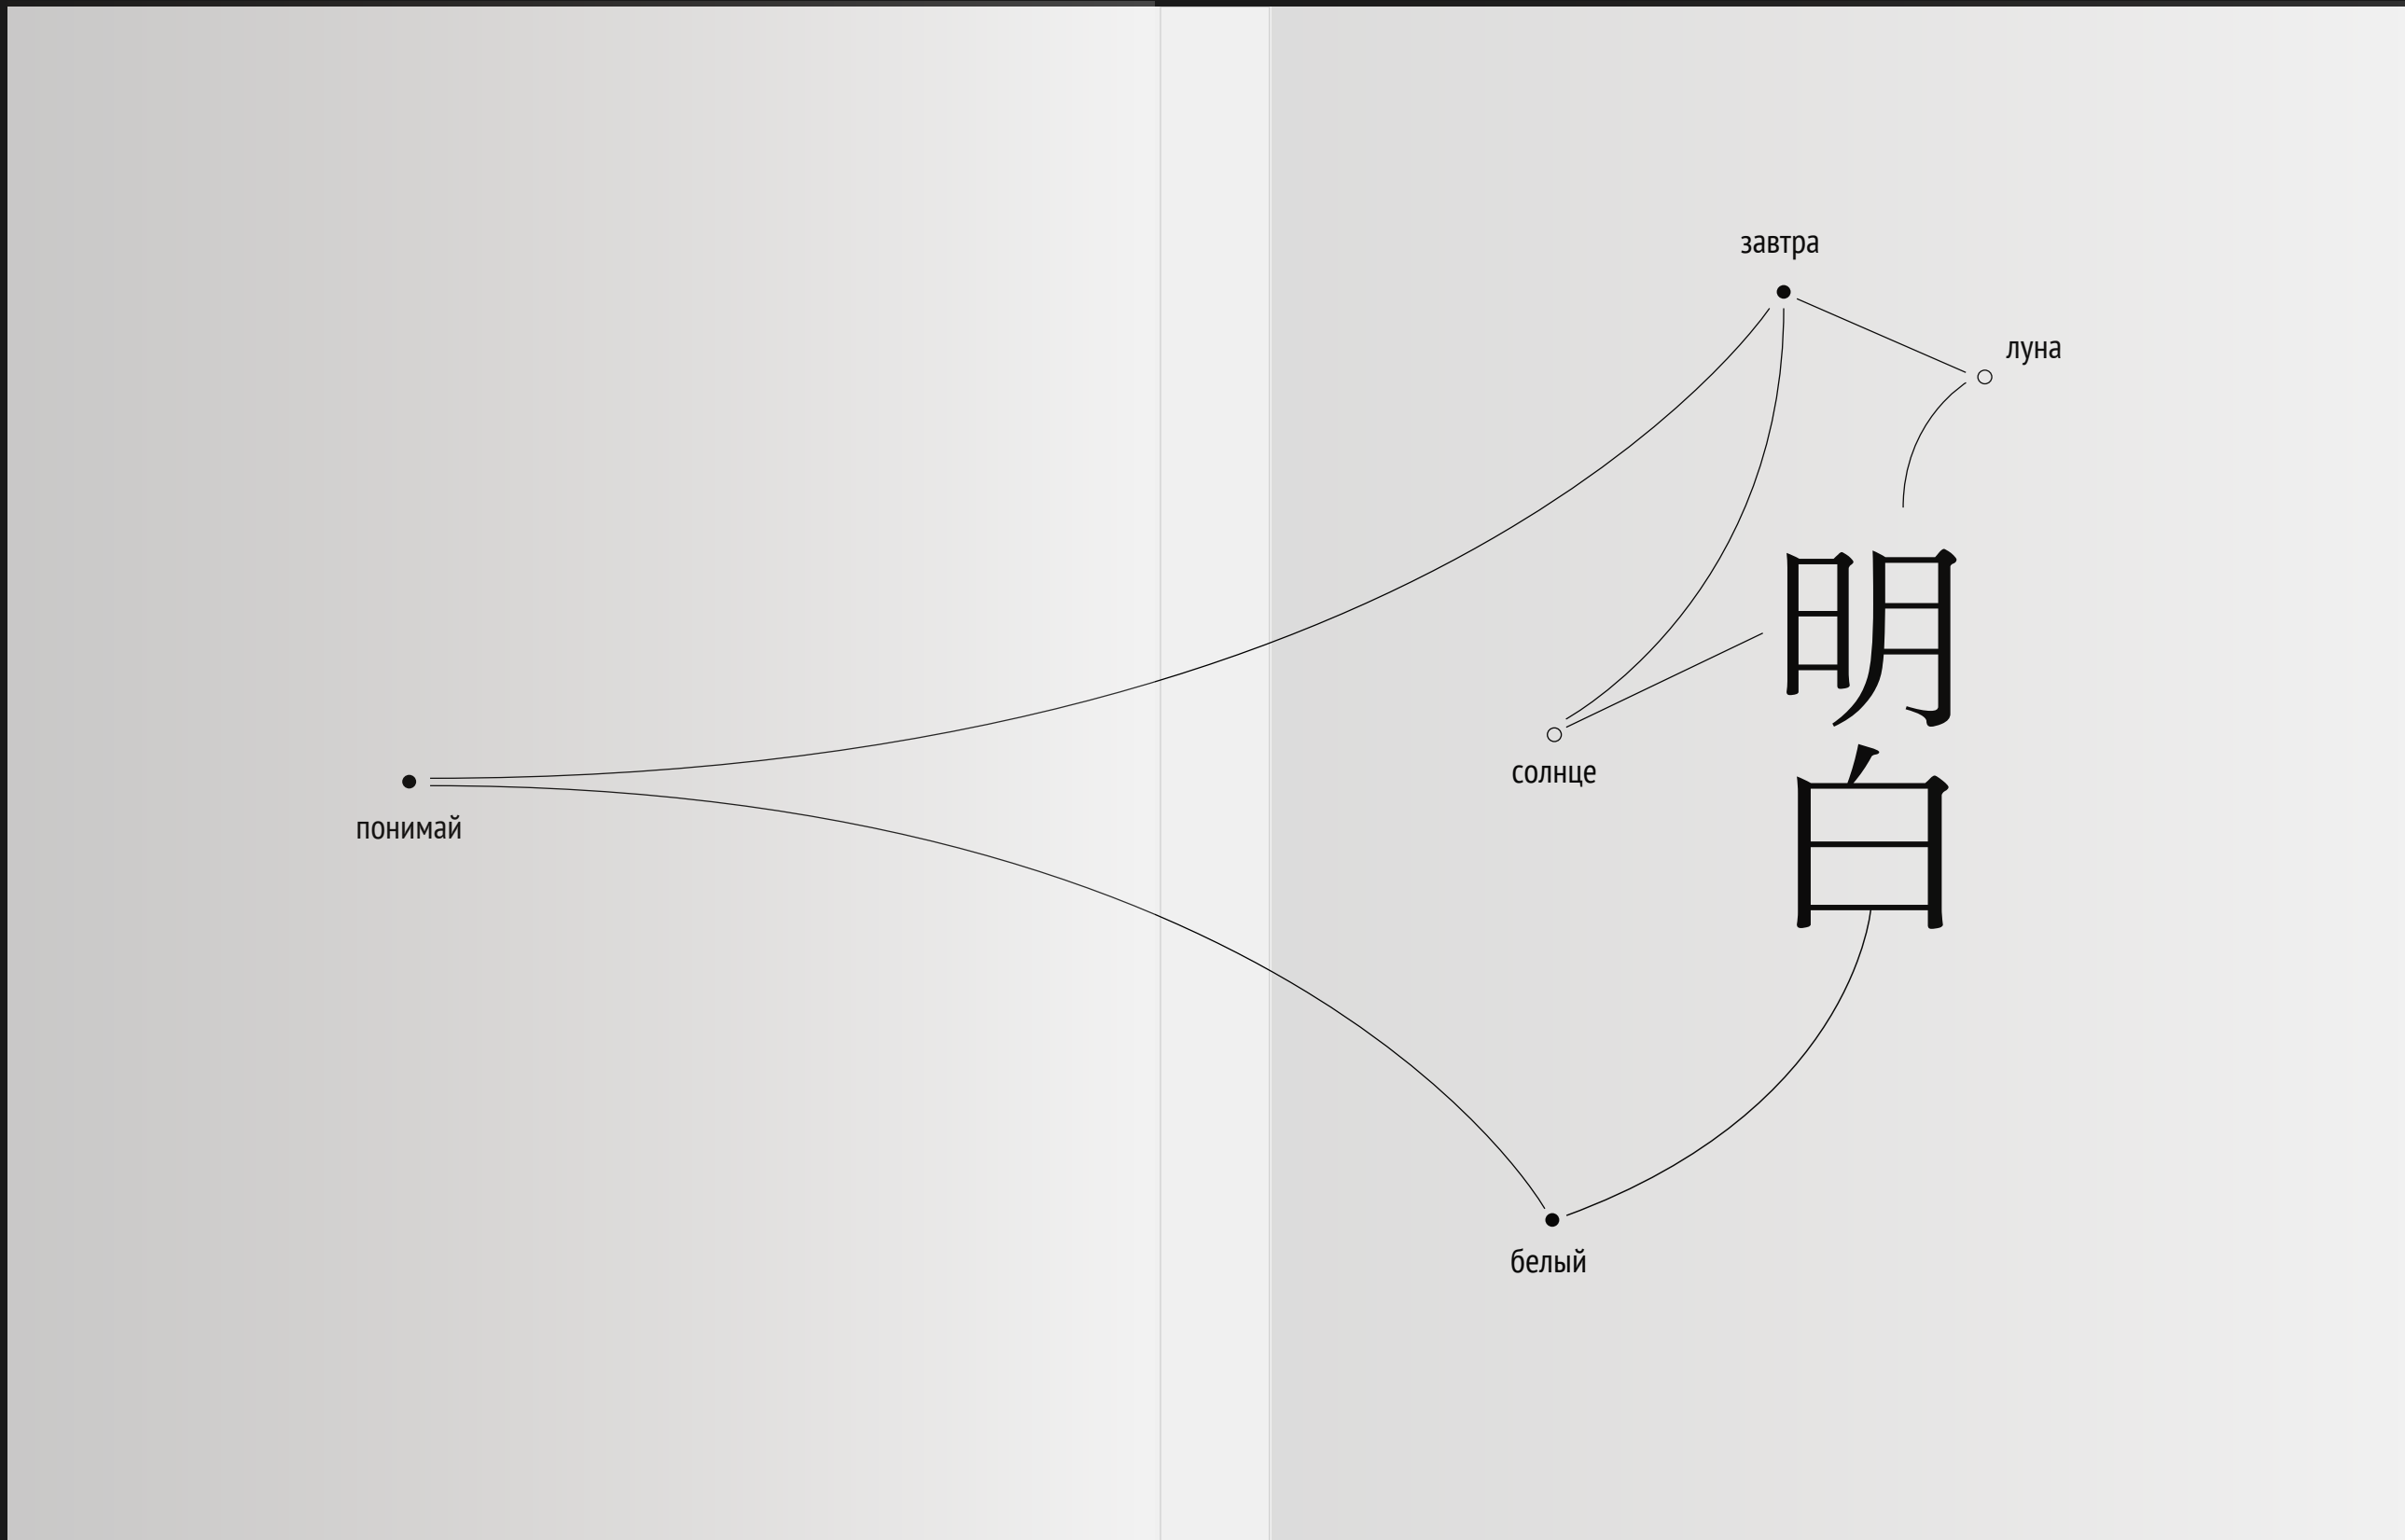 завтра
луна
明
白
солнце
понимай
белый